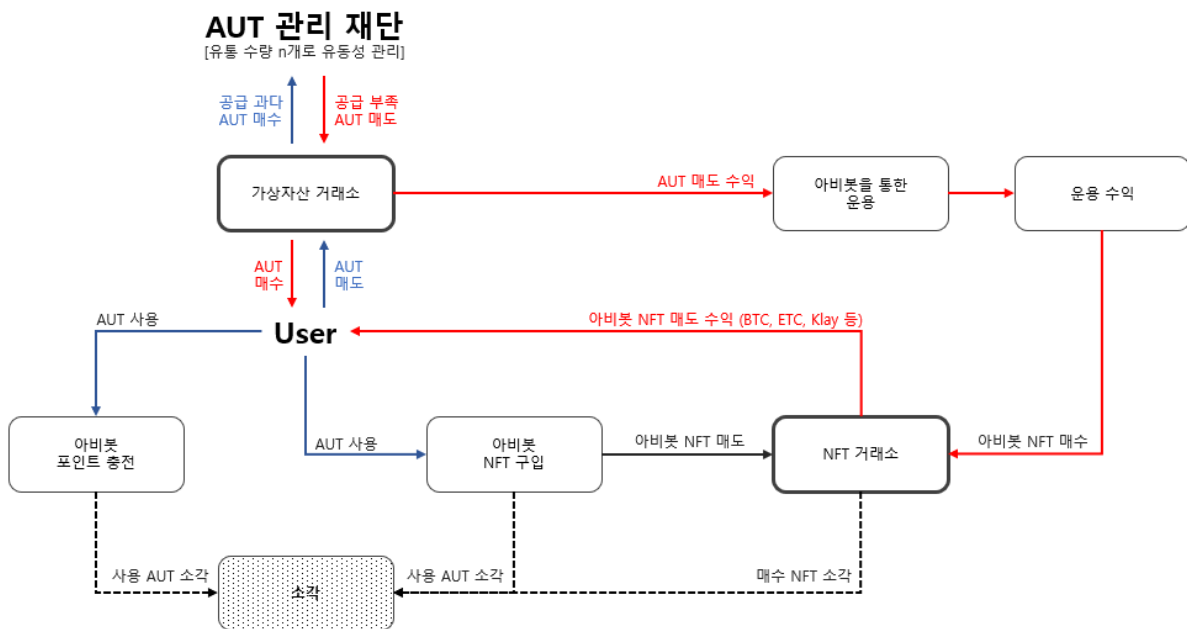 AUT 관리 재단
[유통 수량 n개로 유동성 관리]
공급 과다
AUT 매수
공급 부족
AUT 매도
가상자산 거래소
AUT 매도 수익
아비봇을 통한
운용
운용 수익
AUT
매수
AUT
매도
AUT 사용
User
아비봇 NFT 매도 수익 (BTC, ETC, Klay 등)
아비봇
포인트 충전
AUT 사용
아비봇
NFT 구입
아비봇 NFT 매도
NFT 거래소
아비봇 NFT 매수
사용 AUT 소각
소각
사용 AUT 소각
매수 NFT 소각